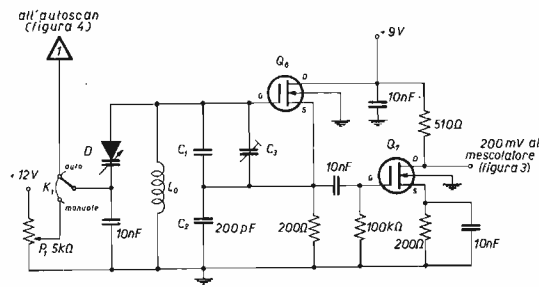 all'autoscan
(figura 4)
1
+9V
Q6
D
G
S
10nF
510Ω
Q7
D
G
S
200 mV al
mescolatore
(figura 3)
D
C1
C3
L0
auto
K1
manuale
+12V
P1 5kΩ
10nF
C2
200pF
200Ω
10nF
100kΩ
200Ω
10nF